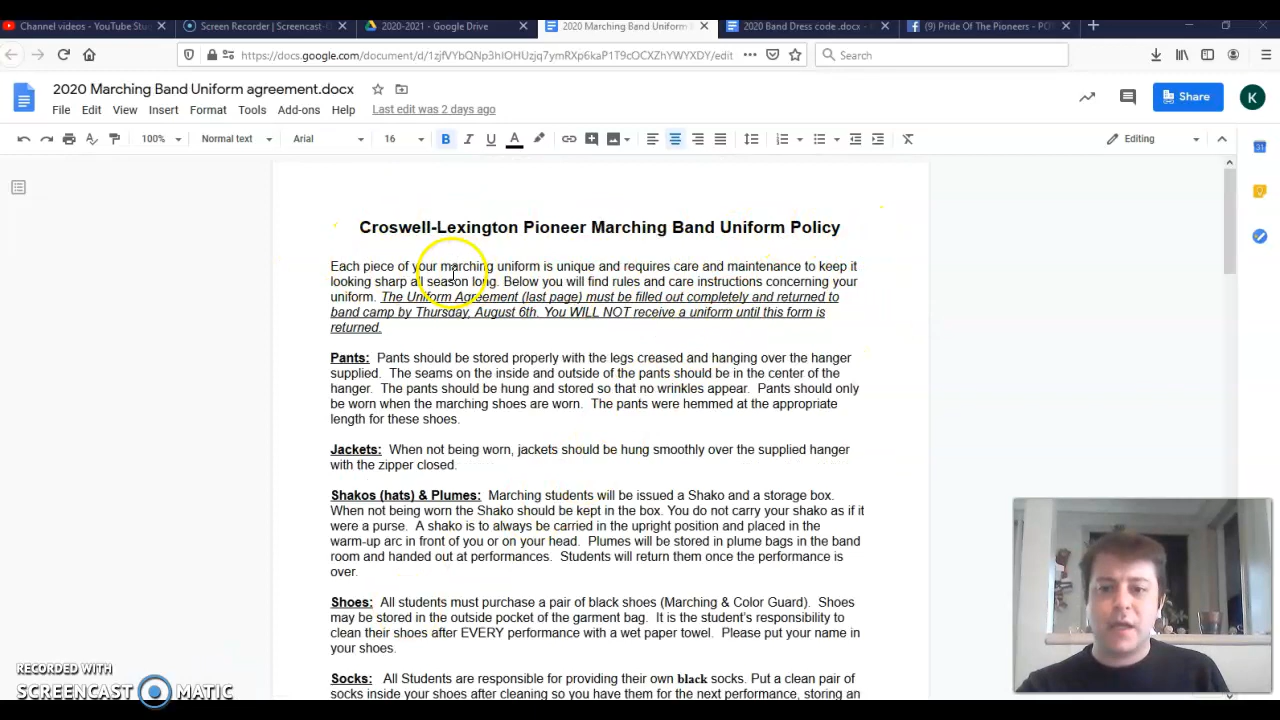 Channel videos - YouTube Stu
Screen Recorder | Screencast-O
2020-2021 - Google Drive
2020 Marching Band Uniform
2020 Band Dress code .docx -
(9) Pride Of The Pioneers - PC
https://docs.google.com/document/d/1zjfVYbQNp3hIOHUzjq7ymRXp6kaP1T9cOCXZhYWYXDY/edit
Search
2020 Marching Band Uniform agreement.docx
File Edit View Insert Format Tools Add-ons Help Last edit was 2 days ago
Share
K
100% Normal text Arial 16 B I U A Editing
31
Croswell-Lexington Pioneer Marching Band Uniform Policy
Each piece of your marching uniform is unique and requires care and maintenance to keep it
looking sharp all season long. Below you will find rules and care instructions concerning your
uniform. The Uniform Agreement (last page) must be filled out completely and returned to
band camp by Thursday, August 6th. You WILL NOT receive a uniform until this form is
returned.
Pants: Pants should be stored properly with the legs creased and hanging over the hanger
supplied. The seams on the inside and outside of the pants should be in the center of the
hanger. The pants should be hung and stored so that no wrinkles appear. Pants should only
be worn when the marching shoes are worn. The pants were hemmed at the appropriate
length for these shoes.
Jackets: When not being worn, jackets should be hung smoothly over the supplied hanger
with the zipper closed.
Shakos (hats) & Plumes: Marching students will be issued a Shako and a storage box.
When not being worn the Shako should be kept in the box. You do not carry your shako as if it
were a purse. A shako is to always be carried in the upright position and placed in the
warm-up arc in front of you or on your head. Plumes will be stored in plume bags in the band
room and handed out at performances. Students will return them once the performance is
over.
Shoes: All students must purchase a pair of black shoes (Marching & Color Guard). Shoes
may be stored in the outside pocket of the garment bag. It is the student's responsibility to
clean their shoes after EVERY performance with a wet paper towel. Please put your name in
your shoes.
Socks: All Students are responsible for providing their own black socks. Put a clean pair of
socks inside your shoes after cleaning so you have them for the next performance, storing an
RECORDED WITH
SCREENCAST MATIC